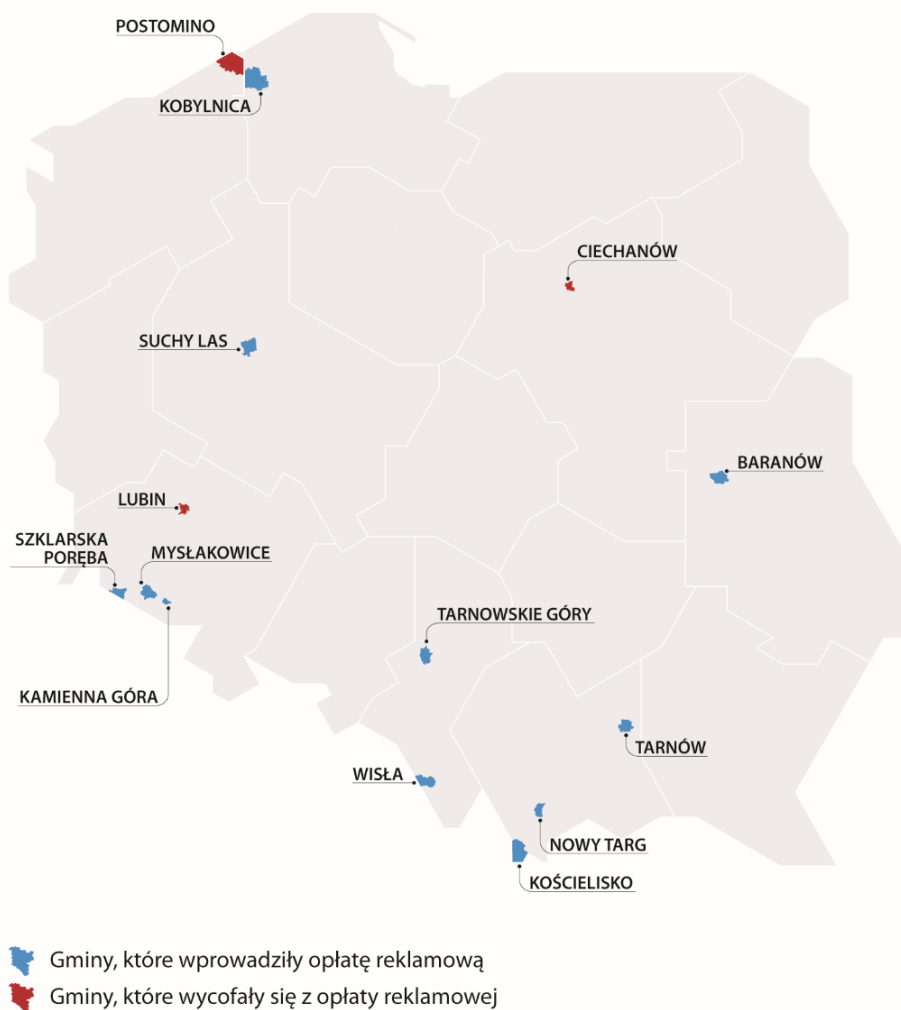 POSTOMINO
KOBYLNICA
CIECHANÓW
SUCHY LAS
BARANÓW
LUBIN
SZKLARSKA
PORĘBA
MYSŁAKOWICE
TARNOWSKIE GÓRY
KAMIENNA GÓRA
TARNÓW
WISŁA
NOWY TARG
KOŚCIELISKO
Gminy, które wprowadziły opłatę reklamową
Gminy, które wycofały się z opłaty reklamowej